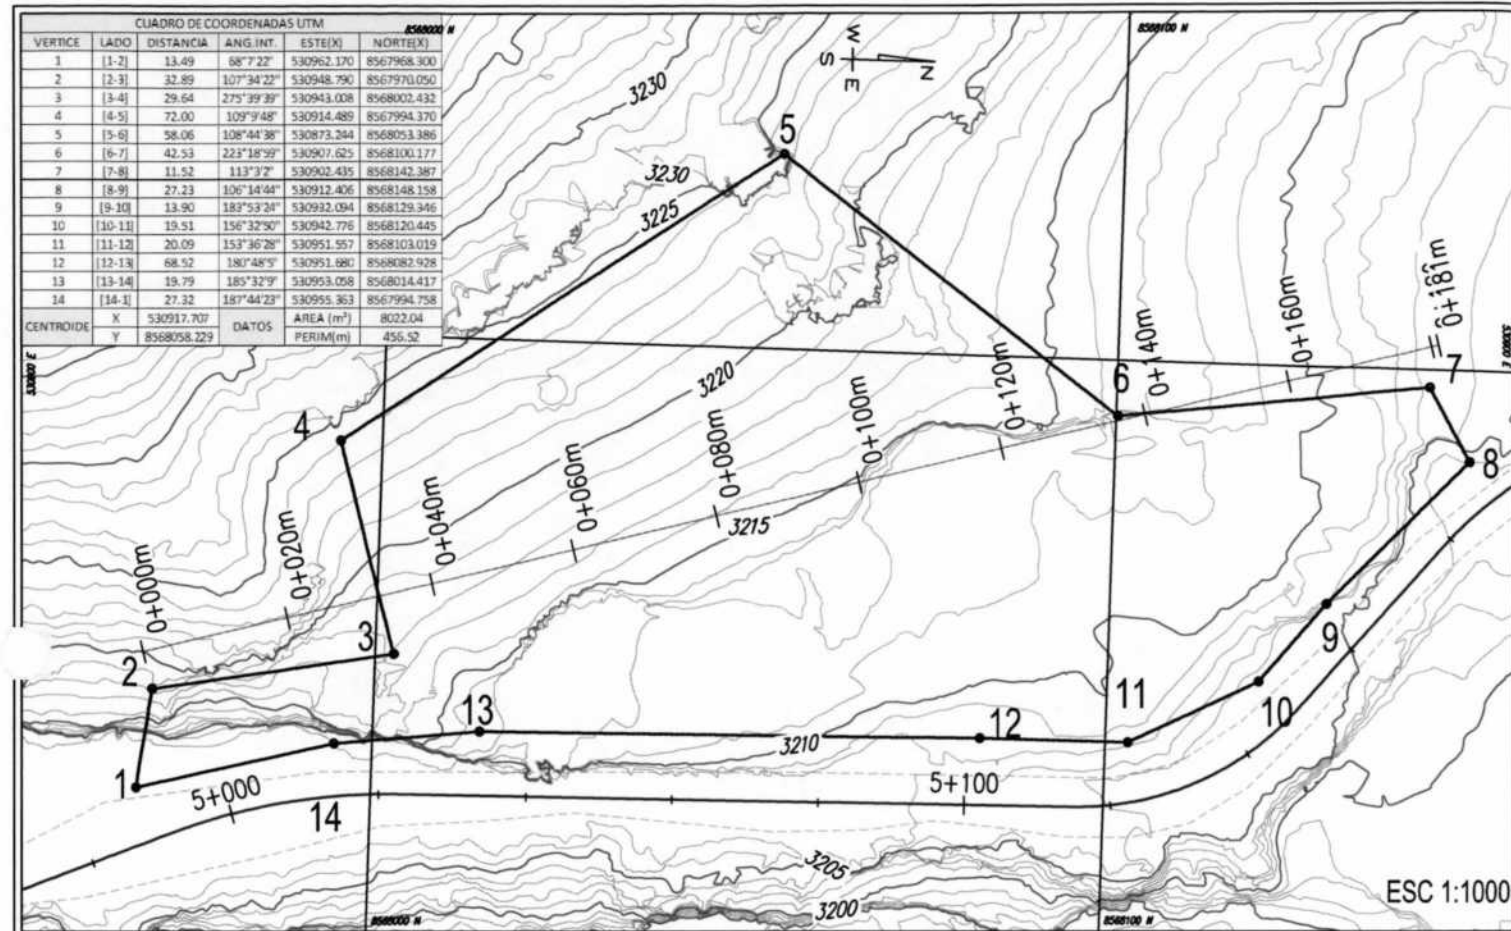 CUADRO DE COORDENADAS UTM
VERTICE LADO DISTANCIA ANG.INT. ESTE(X) NORTE(X)
1 [1-2] 13.49 68°7'22" 530962.170 8567968.300
2 [2-3] 32.89 107°34'22" 530948.790 8567970.050
3 [3-4] 29.64 275°39'39" 530943.008 8568002.432
4 [4-5] 72.00 109°9'48" 530914.489 8567994.370
5 [5-6] 58.06 108°44'38" 530873.244 8568053.386
6 [6-7] 42.53 223°18'59" 530907.625 8568100.177
7 [7-8] 11.52 113°3'2" 530902.435 8568142.387
8 [8-9] 27.23 106°14'44" 530912.406 8568148.158
9 [9-10] 13.90 183°53'24" 530932.094 8568129.346
10 [10-11] 19.51 156°32'50" 530942.776 8568120.445
11 [11-12] 20.09 153°36'28" 530951.557 8568103.019
12 [12-13] 68.52 180°48'5" 530951.680 8568082.928
13 [13-14] 19.79 185°32'9" 530953.058 8568014.417
14 [14-1] 27.32 187°44'23" 530955.363 8567994.758
CENTROIDE X 530917.707 DATOS AREA (m²) 8022.04
Y 8568058.229 PERIM(m) 456.52
8568000 N
8568100 N
W
S
N
E
3230
5
3230
3225
3220
3215
3210
3205
3200
0+000m
0+020m
0+040m
0+060m
0+080m
0+100m
0+120m
0+140m
0+160m
0+181m
4
6
7
8
3
2
9
11
10
13
12
1
14
5+000
5+100
ESC 1:1000
8568000 N
8568100 N